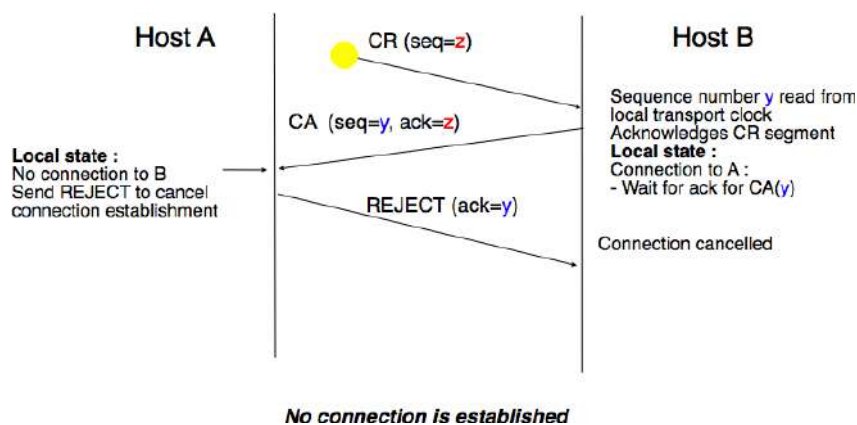 Host A
CR (seq=z)
Host B
Sequence number y read from
local transport clock
Acknowledges CR segment
Local state :
Connection to A :
- Wait for ack for CA(y)
CA (seq=y, ack=z)
Local state :
No connection to B
Send REJECT to cancel
connection establishment
REJECT (ack=y)
Connection cancelled
No connection is established